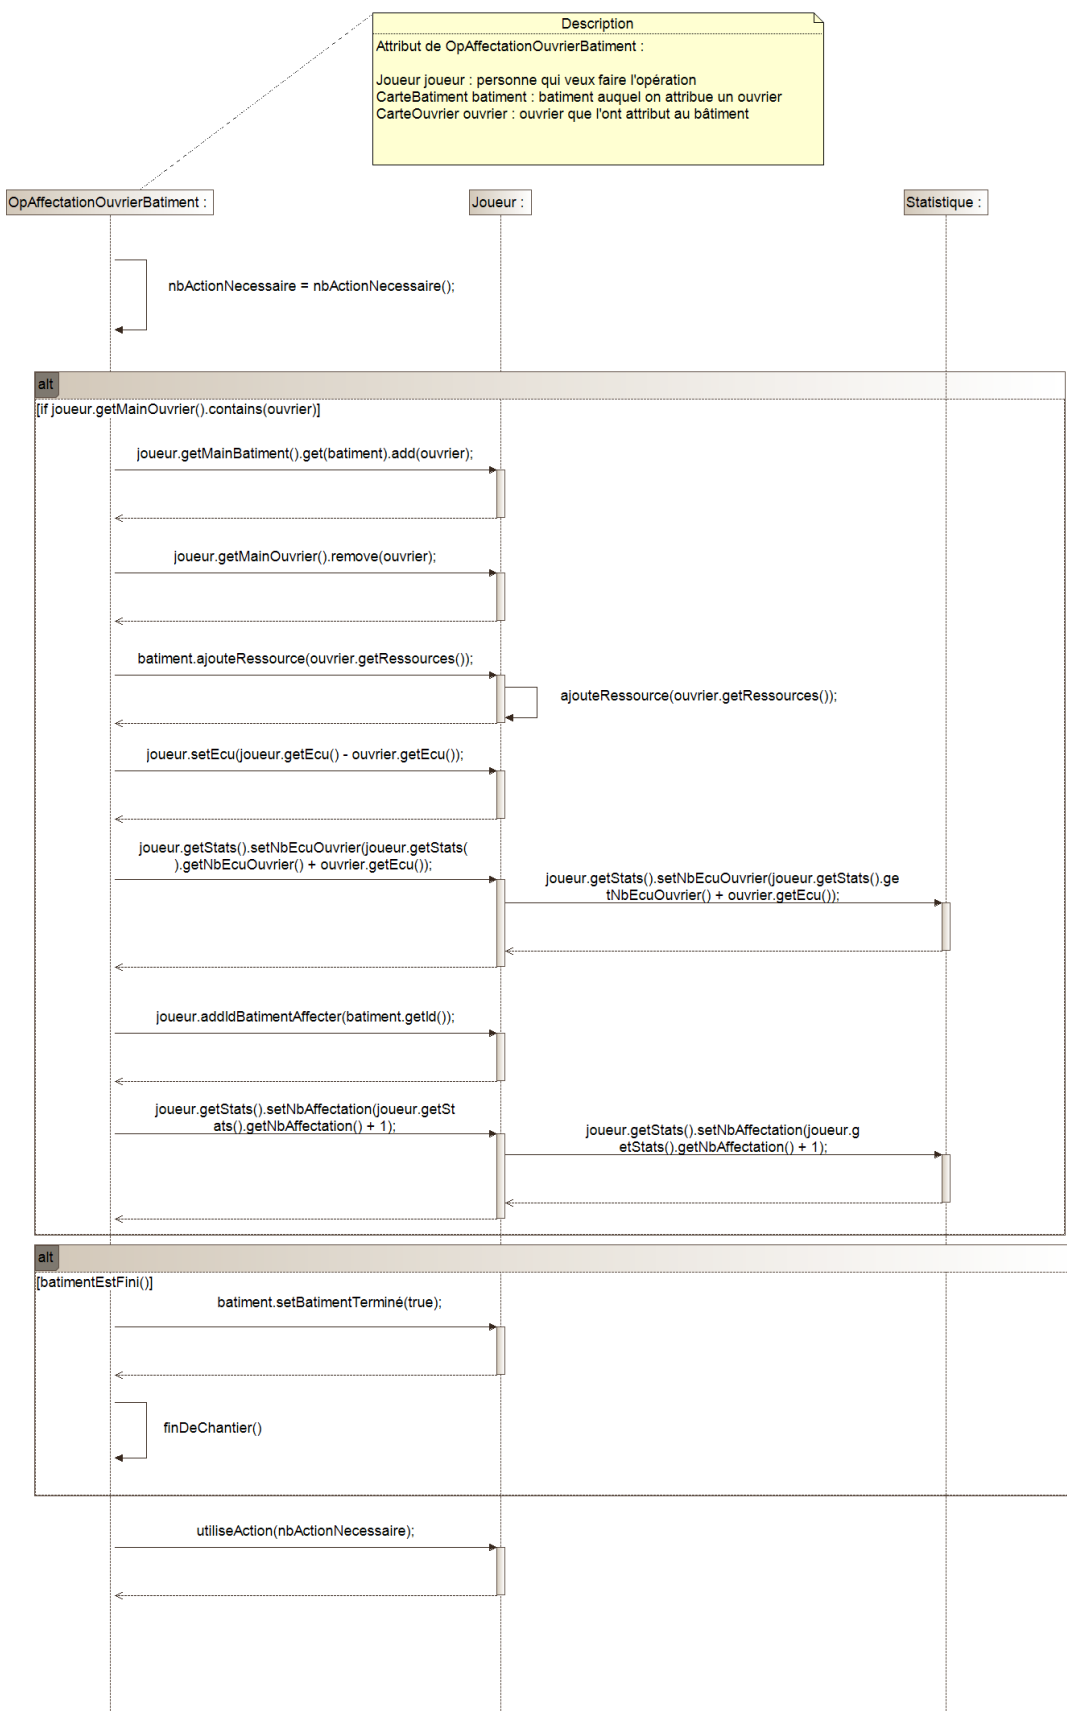 Description
Attribut de OpAffectationOuvrierBatiment :
Joueur joueur : personne qui veux faire l'opération
CarteBatiment batiment : batiment auquel on attribue un ouvrier
CarteOuvrier ouvrier : ouvrier que l'ont attribut au bâtiment
OpAffectationOuvrierBatiment :
Joueur :
Statistique :
nbActionNecessaire = nbActionNecessaire();
alt
[if joueur.getMainOuvrier().contains(ouvrier)]
joueur.getMainBatiment().get(batiment).add(ouvrier);
joueur.getMainOuvrier().remove(ouvrier);
batiment.ajouteRessource(ouvrier.getRessources());
ajouteRessource(ouvrier.getRessources());
joueur.setEcu(joueur.getEcu() - ouvrier.getEcu());
joueur.getStats().setNbEcuOuvrier(joueur.getStats(
).getNbEcuOuvrier() + ouvrier.getEcu());
joueur.getStats().setNbEcuOuvrier(joueur.getStats().ge
tNbEcuOuvrier() + ouvrier.getEcu());
joueur.addIdBatimentAffecter(batiment.getId());
joueur.getStats().setNbAffectation(joueur.getSt
ats().getNbAffectation() + 1);
joueur.getStats().setNbAffectation(joueur.g
etStats().getNbAffectation() + 1);
alt
[batimentEstFini()]
batiment.setBatimentTerminé(true);
finDeChantier()
utiliseAction(nbActionNecessaire);